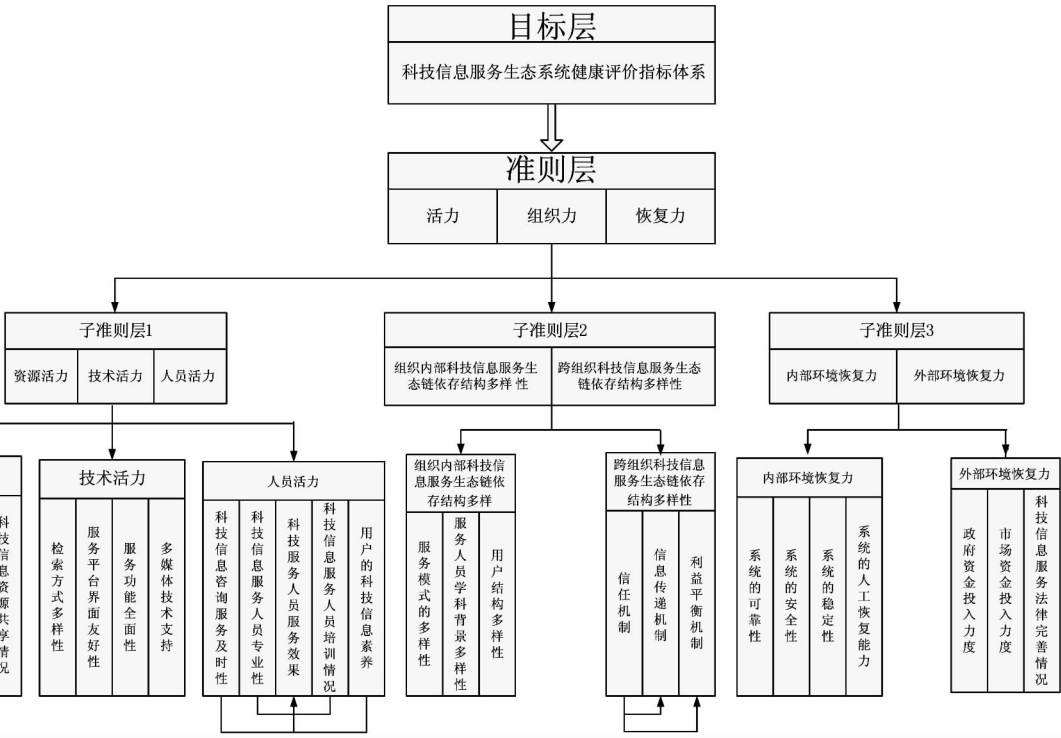 目标层
科技信息服务生态系统健康评价指标体系
准则层
活力
组织力
恢复力
子准则层1
资源活力
技术活力
人员活力
子准则层2
组织内部科技信息服务生
态链依存结构多样 性
跨组织科技信息服务生态
链依存结构多样性
子准则层3
内部环境恢复力
外部环境恢复力
科技信息资源共享情况
技术活力
检索方式多样性
服务平台界面友好性
服务功能全面性
多媒体技术支持
人员活力
科技信息咨询服务及时性
科技信息服务人员专业性
科技服务人员服务效果
科技信息服务人员培训情况
用户的科技信息素养
组织内部科技信
息服务生态链依
存结构多样
服务模式的多样性
服务人员学科背景多样性
用户结构多样性
跨组织科技信息
服务生态链依存
结构多样性
信任机制
信息传递机制
利益平衡机制
内部环境恢复力
系统的可靠性
系统的安全性
系统的稳定性
系统的人工恢复能力
外部环境恢复力
政府资金投入力度
市场资金投入力度
科技信息服务法律完善情况